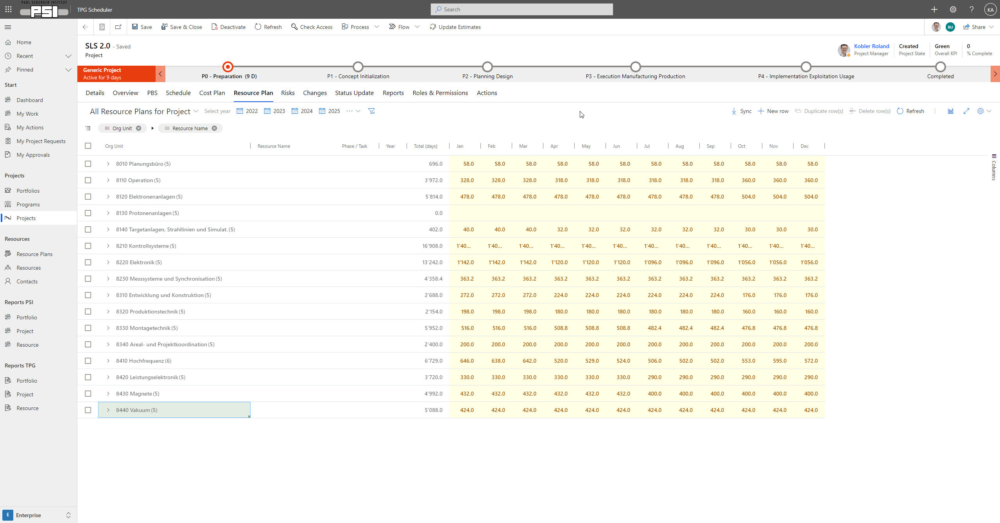 PAUL SCHERRER INSTITUT
PSI
TPG Scheduler
Search
KA
Save
Save & Close
Deactivate
Refresh
Check Access
Process
Flow
Update Estimates
BU
Share
Home
Recent
Pinned
Start
Dashboard
My Work
My Actions
My Project Requests
My Approvals
Projects
Portfolios
Programs
Projects
Resources
Resource Plans
Resources
Contacts
Reports PSI
Portfolio
Project
Resource
Reports TPG
Portfolio
Project
Resource
E Enterprise
SLS 2.0 - Saved
Project
Kobler Roland
Project Manager
Created
Project State
Green
Overall KPI
0
% Complete
Generic Project
Active for 9 days
P0 - Preparation (9 D)
P1 - Concept Initialization
P2 - Planning Design
P3 - Execution Manufacturing Production
P4 - Implementation Exploitation Usage
Completed
Details Overview PBS Schedule Cost Plan Resource Plan Risks Changes Status Update Reports Roles & Permissions Actions
All Resource Plans for Project Select year 2022 2023 2024 2025 ···
Sync New row Duplicate row(s) Delete row(s) Refresh
Org Unit Resource Name
Org Unit Resource Name Phase / Task Year Total (days) Jan Feb Mar Apr May Jun Jul Aug Sep Oct Nov Dec
8010 Planungsbüro (5) 696.0 58.0 58.0 58.0 58.0 58.0 58.0 58.0 58.0 58.0 58.0 58.0 58.0
8110 Operation (5) 3’972.0 328.0 328.0 328.0 318.0 318.0 318.0 318.0 318.0 318.0 360.0 360.0 360.0
8120 Elektronenanlagen (5) 5’814.0 478.0 478.0 478.0 478.0 478.0 478.0 478.0 478.0 478.0 504.0 504.0 504.0
8130 Protonenanlagen (5) 0.0
8140 Targetanlagen, Strahllinien und Simulat. (5) 402.0 40.0 40.0 40.0 32.0 32.0 32.0 32.0 32.0 32.0 30.0 30.0 30.0
8210 Kontrollsysteme (5) 16’908.0 1’40... 1’40... 1’40... 1’40... 1’40... 1’40... 1’40... 1’40... 1’40... 1’40... 1’40... 1’40...
8220 Elektronik (5) 13’242.0 1’142.0 1’142.0 1’142.0 1’120.0 1’120.0 1’120.0 1’096.0 1’096.0 1’096.0 1’056.0 1’056.0 1’056.0
8230 Messsysteme und Synchronisation (5) 4’358.4 363.2 363.2 363.2 363.2 363.2 363.2 363.2 363.2 363.2 363.2 363.2 363.2
8310 Entwicklung und Konstruktion (5) 2’688.0 272.0 272.0 272.0 224.0 224.0 224.0 224.0 224.0 224.0 176.0 176.0 176.0
8320 Produktionstechnik (5) 2’154.0 198.0 198.0 198.0 180.0 180.0 180.0 180.0 180.0 180.0 160.0 160.0 160.0
8330 Montagetechnik (5) 5’952.0 516.0 516.0 516.0 508.8 508.8 508.8 482.4 482.4 482.4 476.8 476.8 476.8
8340 Areal- und Projektkoordination (5) 2’400.0 200.0 200.0 200.0 200.0 200.0 200.0 200.0 200.0 200.0 200.0 200.0 200.0
8410 Hochfrequenz (6) 6’729.0 646.0 638.0 642.0 520.0 529.0 524.0 506.0 502.0 502.0 553.0 595.0 572.0
8420 Leistungselektronik (5) 3’720.0 330.0 330.0 330.0 330.0 330.0 330.0 290.0 290.0 290.0 290.0 290.0 290.0
8430 Magnete (5) 4’992.0 432.0 432.0 432.0 432.0 432.0 432.0 400.0 400.0 400.0 400.0 400.0 400.0
8440 Vakuum (5) 5’088.0 424.0 424.0 424.0 424.0 424.0 424.0 424.0 424.0 424.0 424.0 424.0 424.0
Columns